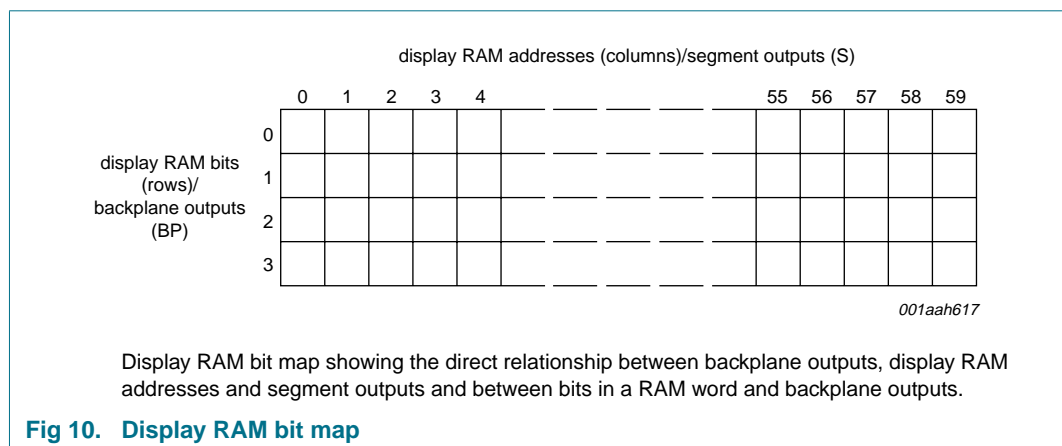 display RAM addresses (columns)/segment outputs (S)
0 1 2 3 4 55 56 57 58 59
0
display RAM bits
1
(rows)/
backplane outputs
2
(BP)
3
001aah617
Display RAM bit map showing the direct relationship between backplane outputs, display RAM
addresses and segment outputs and between bits in a RAM word and backplane outputs.
Fig 10. Display RAM bit map